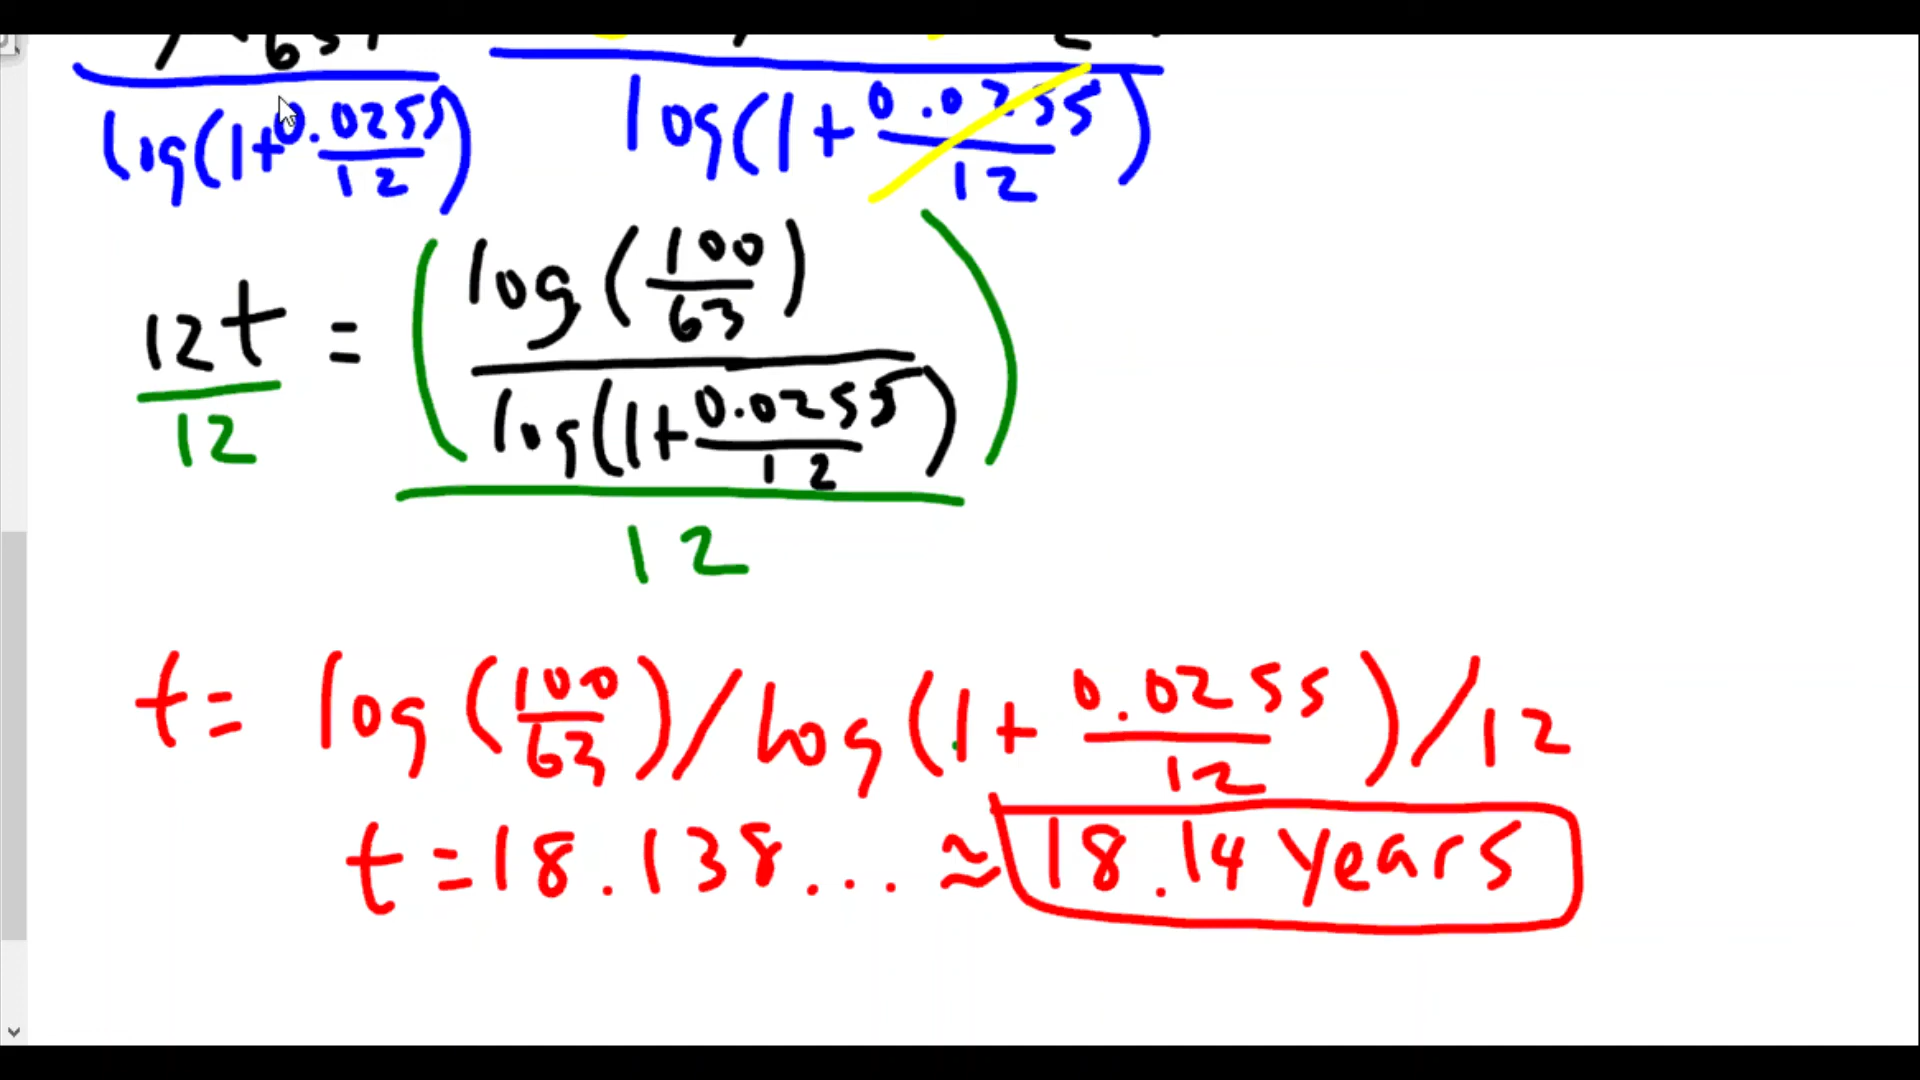 log(1+0.0255/12) log(1+0.0255/12)
12t/12 = (log(100/63)/log(1+0.0255/12))/12
t= log(100/63)/log(1+0.0255/12)/12
t=18.138... ≈ 18.14 years